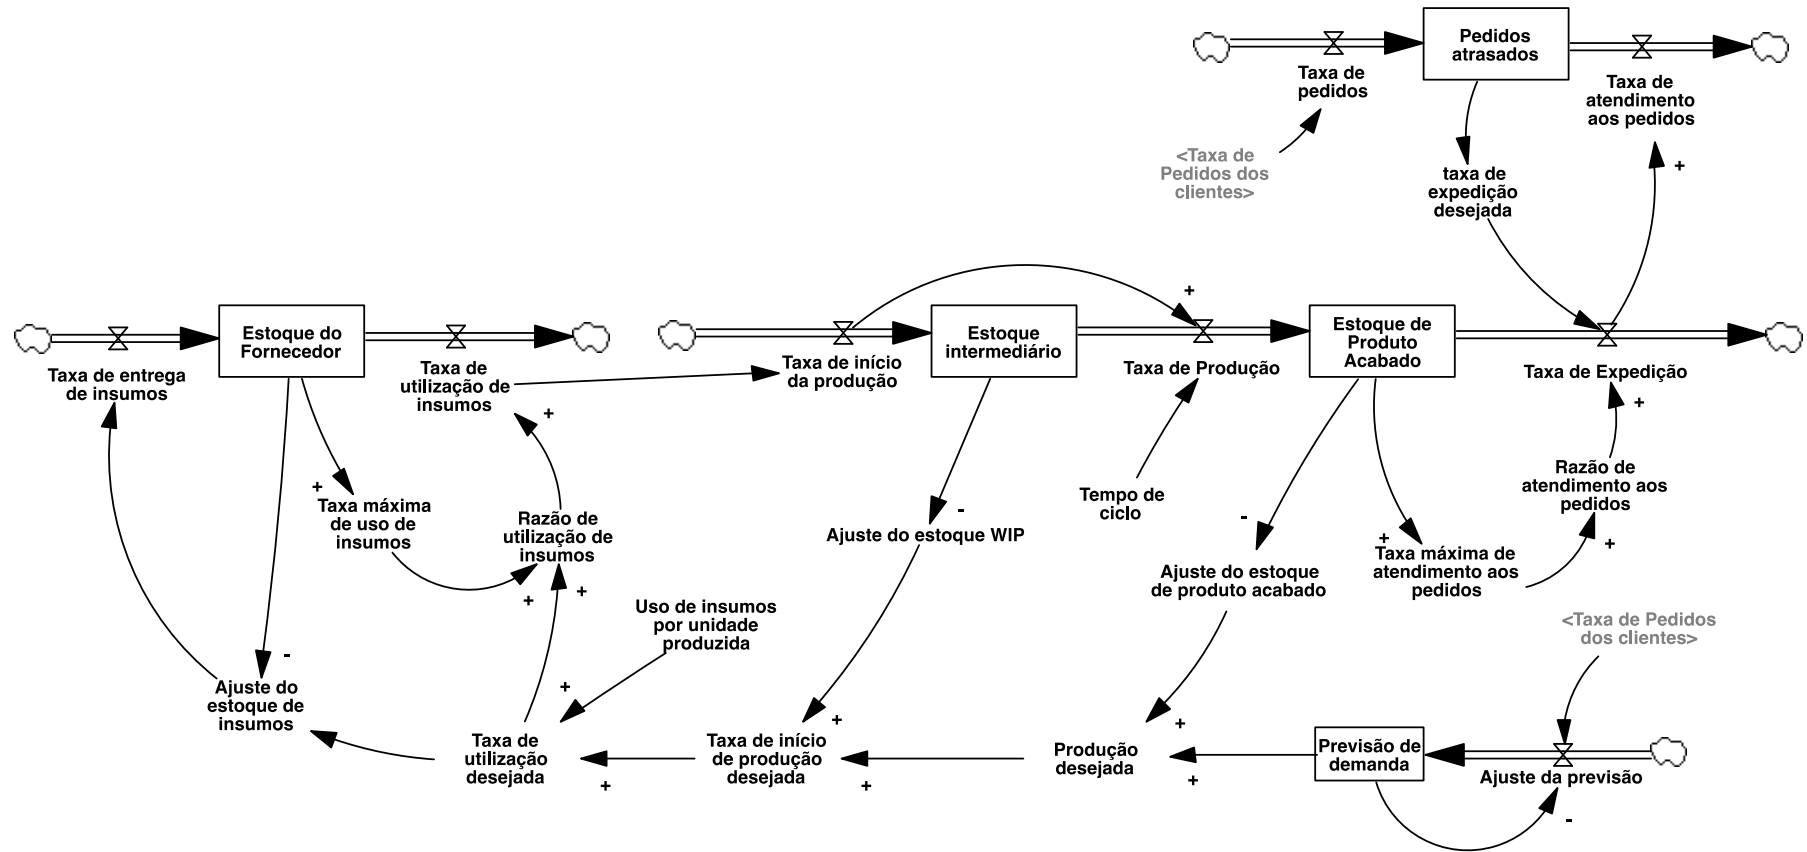 Pedidos
atrasados
Taxa de
pedidos
Taxa de
atendimento
aos pedidos
<Taxa de
Pedidos dos
clientes>
+
taxa de
expedição
desejada
+
Estoque do
Fornecedor
Estoque
intermediário
Estoque de
Produto
Acabado
Taxa de entrega
de insumos
Taxa de
utilização de
insumos
Taxa de início
da produção
Taxa de Produção
Taxa de Expedição
+
+
+
Taxa máxima
de uso de
insumos
Razão de
utilização de
insumos
Tempo de
ciclo
Razão de
atendimento aos
pedidos
-
Ajuste do estoque WIP
-
+
+
Taxa máxima de
atendimento aos
pedidos
Ajuste do estoque
de produto acabado
+
+
Uso de insumos
por unidade
produzida
<Taxa de Pedidos
dos clientes>
-
Ajuste do
estoque de
insumos
+
+
+
Taxa de
utilização
desejada
Taxa de início
de produção
desejada
Produção
desejada
Previsão de
demanda
Ajuste da previsão
+
+
+
-